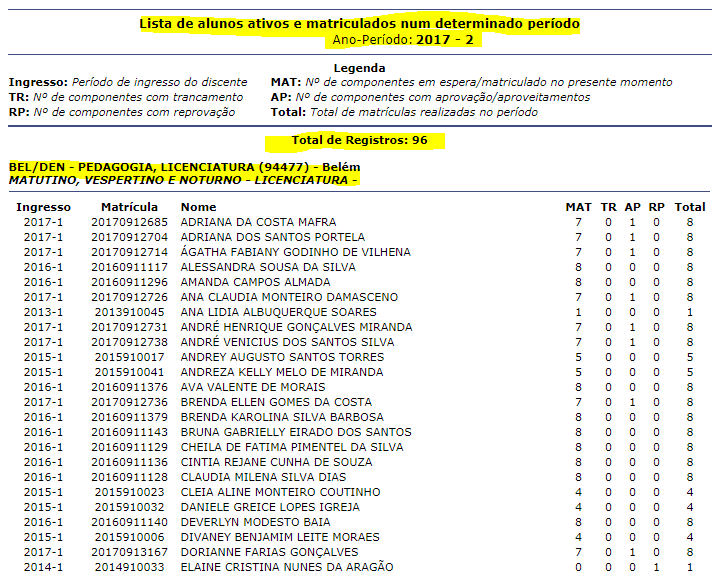 Lista de alunos ativos e matriculados num determinado período
Ano-Período: 2017 - 2
Legenda
Ingresso: Período de ingresso do discente MAT: Nº de componentes em espera/matriculado no presente momento
TR: Nº de componentes com trancamento AP: Nº de componentes com aprovação/aproveitamentos
RP: Nº de componentes com reprovação Total: Total de matrículas realizadas no período
Total de Registros: 96
BEL/DEN - PEDAGOGIA, LICENCIATURA (94477) - Belém
MATUTINO, VESPERTINO E NOTURNO - LICENCIATURA -
Ingresso Matrícula Nome MAT TR AP RP Total
2017-1 20170912685 ADRIANA DA COSTA MAFRA 7 0 1 0 8
2017-1 20170912704 ADRIANA DOS SANTOS PORTELA 7 0 1 0 8
2017-1 20170912714 ÁGATHA FABIANY GODINHO DE VILHENA 7 0 1 0 8
2016-1 20160911117 ALESSANDRA SOUSA DA SILVA 8 0 0 0 8
2016-1 20160911296 AMANDA CAMPOS ALMADA 8 0 0 0 8
2017-1 20170912726 ANA CLAUDIA MONTEIRO DAMASCENO 7 0 1 0 8
2013-1 2013910045 ANA LIDIA ALBUQUERQUE SOARES 1 0 0 0 1
2017-1 20170912731 ANDRÉ HENRIQUE GONÇALVES MIRANDA 7 0 1 0 8
2017-1 20170912738 ANDRÉ VENICIUS DOS SANTOS SILVA 7 0 1 0 8
2015-1 2015910017 ANDREY AUGUSTO SANTOS TORRES 5 0 0 0 5
2015-1 2015910041 ANDREZA KELLY MELO DE MIRANDA 5 0 0 0 5
2016-1 20160911376 AVA VALENTE DE MORAIS 8 0 0 0 8
2017-1 20170912736 BRENDA ELLEN GOMES DA COSTA 7 0 1 0 8
2016-1 20160911379 BRENDA KAROLINA SILVA BARBOSA 8 0 0 0 8
2016-1 20160911143 BRUNA GABRIELLY EIRADO DOS SANTOS 8 0 0 0 8
2016-1 20160911129 CHEILA DE FATIMA PIMENTEL DA SILVA 8 0 0 0 8
2016-1 20160911136 CINTIA REJANE CUNHA DE SOUZA 8 0 0 0 8
2016-1 20160911128 CLAUDIA MILENA SILVA DIAS 8 0 0 0 8
2015-1 2015910023 CLEIA ALINE MONTEIRO COUTINHO 4 0 0 0 4
2015-1 2015910032 DANIELE GREICE LOPES IGREJA 4 0 0 0 4
2016-1 20160911140 DEVERLYN MODESTO BAIA 8 0 0 0 8
2015-1 2015910006 DIVANEY BENJAMIM LEITE MORAES 4 0 0 0 4
2017-1 20170913167 DORIANNE FARIAS GONÇALVES 7 0 1 0 8
2014-1 2014910033 ELAINE CRISTINA NUNES DA ARAGÃO 0 0 0 1 1